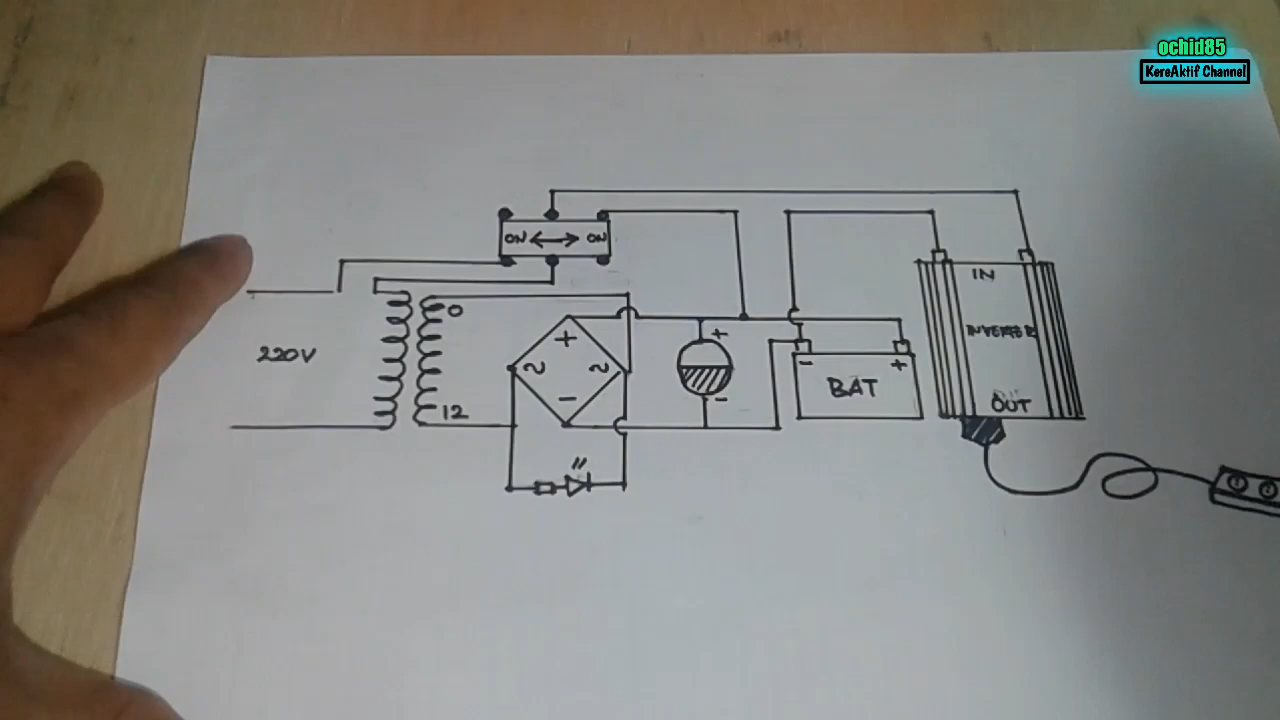 ochid85
KereAktif Channel
ON ↔ ON
220V
0
12
+
~ ~
-
+
-
- +
BAT
IN
INVERTER
OUT